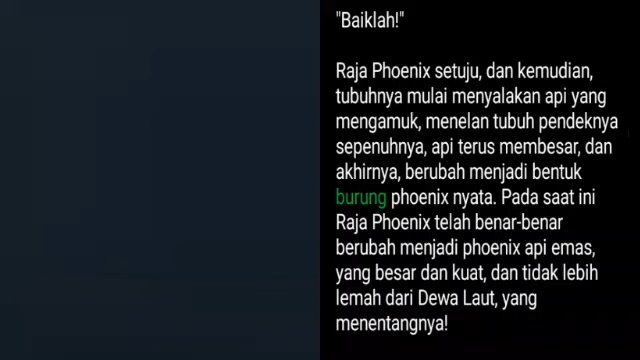 "Baiklah!"
Raja Phoenix setuju, dan kemudian,
tubuhnya mulai menyalakan api yang
mengamuk, menelan tubuh pendeknya
sepenuhnya, api terus membesar, dan
akhirnya, berubah menjadi bentuk
burung phoenix nyata. Pada saat ini
Raja Phoenix telah benar-benar
berubah menjadi phoenix api emas,
yang besar dan kuat, dan tidak lebih
lemah dari Dewa Laut, yang
menentangnya!